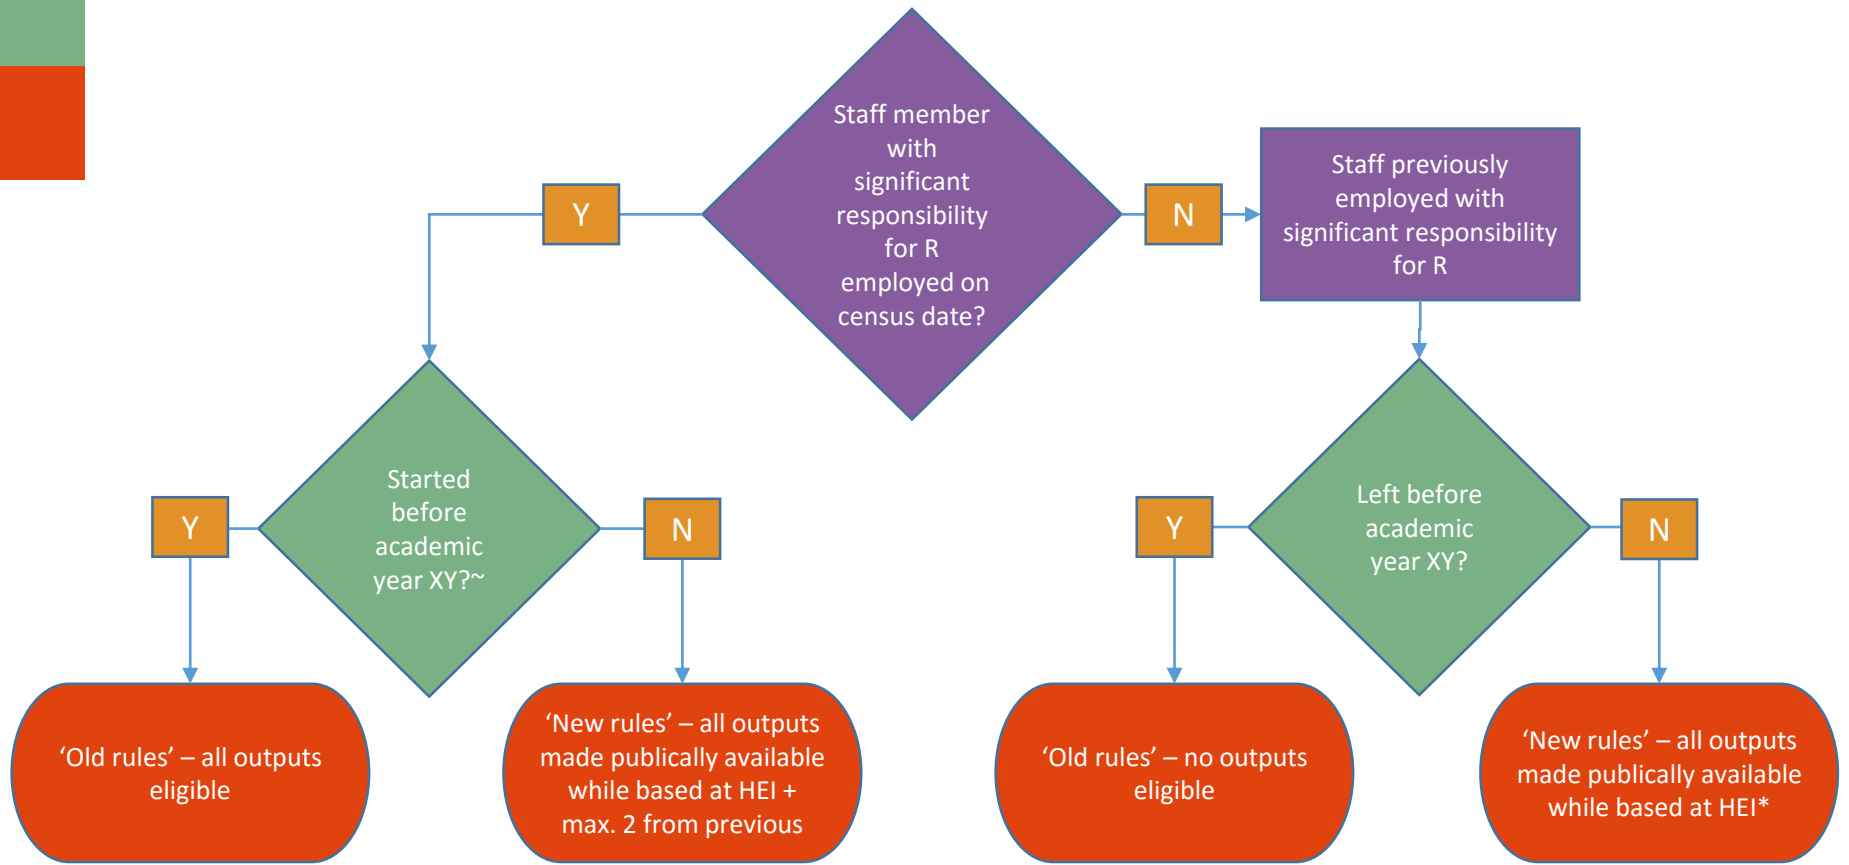 Staff member
with
significant
responsibility
for R
employed on
census date?
Y
N
Staff previously
employed with
significant responsibility
for R
Started
before
academic
year XY?~
Y
N
Left before
academic
year XY?
Y
N
‘Old rules’ – all outputs
eligible
‘New rules’ – all outputs
made publically available
while based at HEI +
max. 2 from previous
‘Old rules’ – no outputs
eligible
‘New rules’ – all outputs
made publically available
while based at HEI*